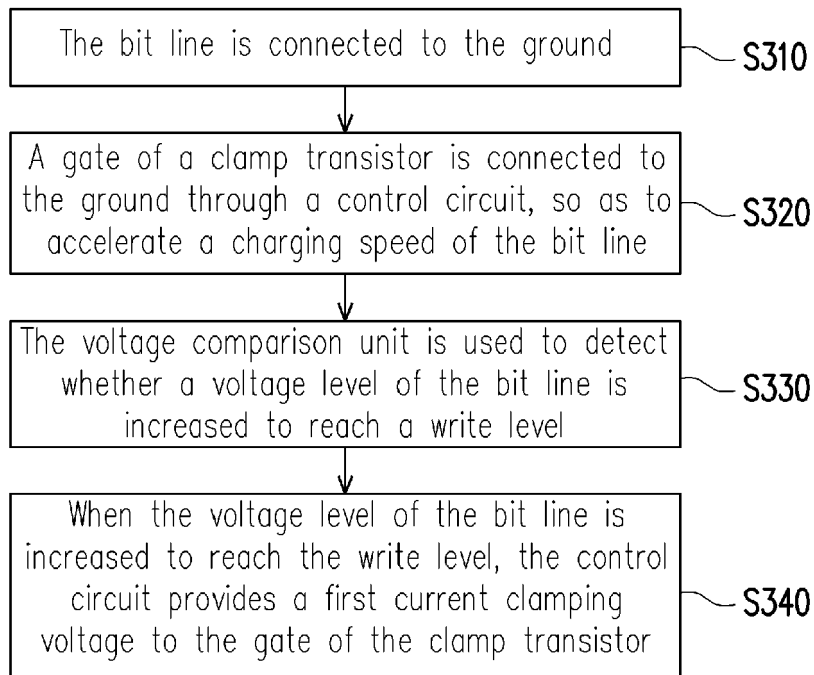 The bit line is connected to the ground
S310
A gate of a clamp transistor is connected to
the ground through a control circuit, so as to
accelerate a charging speed of the bit line
S320
The voltage comparison unit is used to detect
whether a voltage level of the bit line is
increased to reach a write level
S330
When the voltage level of the bit line is
increased to reach the write level, the control
circuit provides a first current clamping
voltage to the gate of the clamp transistor
S340